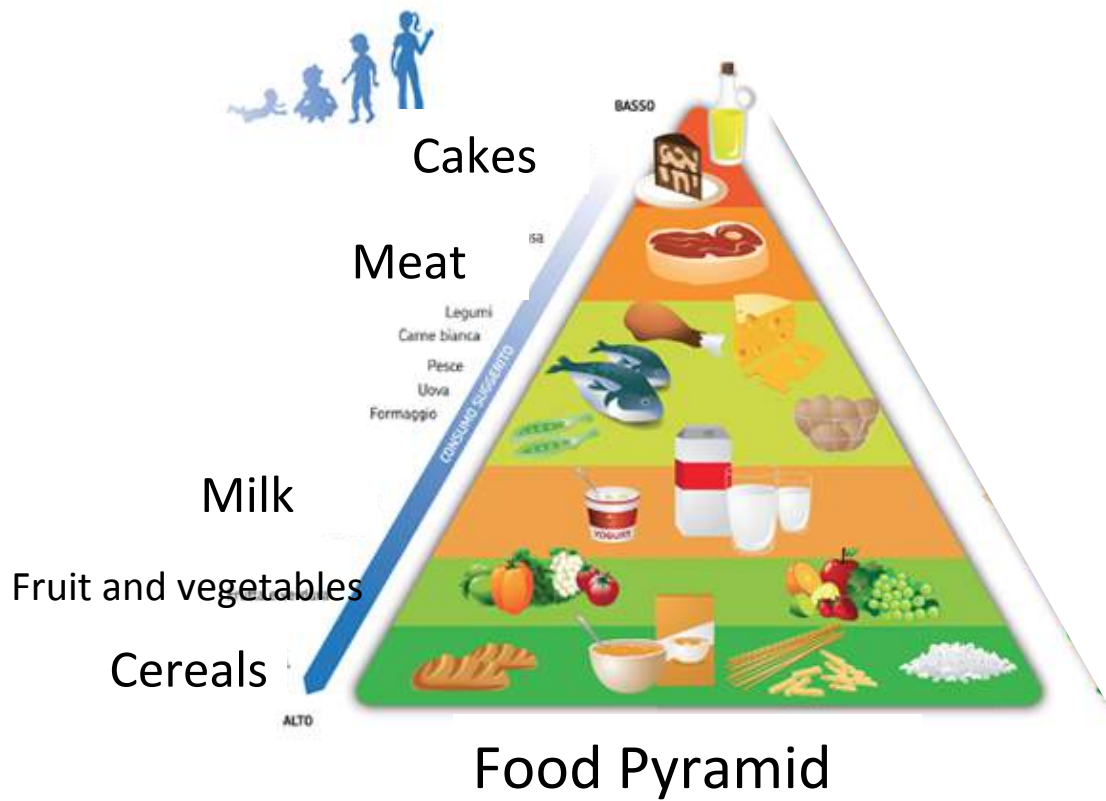 BASSO
Cakes
sa
Meat
Legumi
Carne bianca
Pesce
Uova
Formaggio
CONSUMO SUGGERITO
Milk
YOGURT
Fruit and vegetables
Cereals
ALTO
Food Pyramid